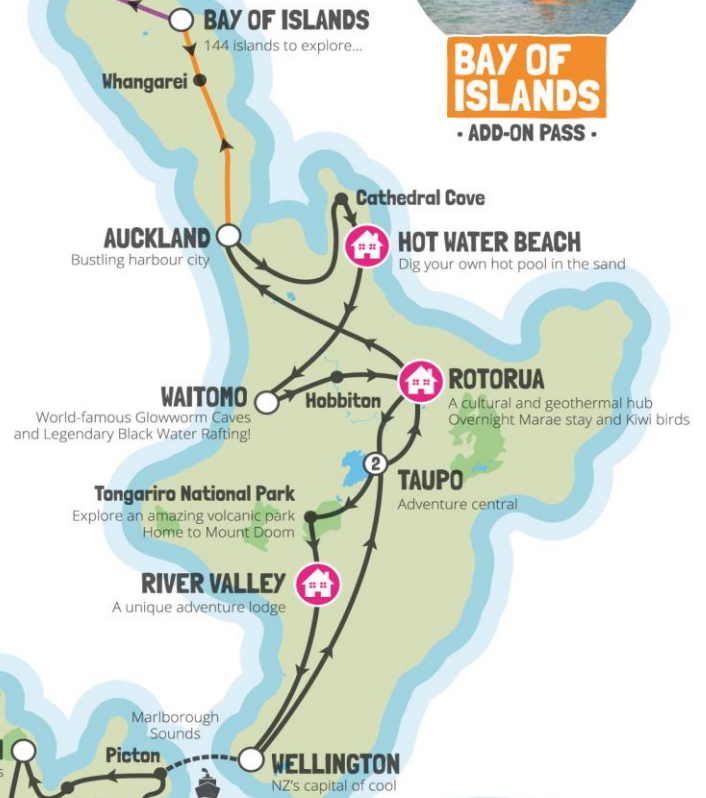 BAY OF ISLANDS
144 islands to explore...
Whangarei
BAY OF
ISLANDS
· ADD-ON PASS ·
Cathedral Cove
AUCKLAND
Bustling harbour city
HOT WATER BEACH
Dig your own hot pool in the sand
WAITOMO
World-famous Glowworm Caves
and Legendary Black Water Rafting!
Hobbiton
ROTORUA
A cultural and geothermal hub
Overnight Marae stay and Kiwi birds
2
TAUPO
Adventure central
Tongariro National Park
Explore an amazing volcanic park
Home to Mount Doom
RIVER VALLEY
A unique adventure lodge
Marlborough
Sounds
Picton
WELLINGTON
NZ's capital of cool